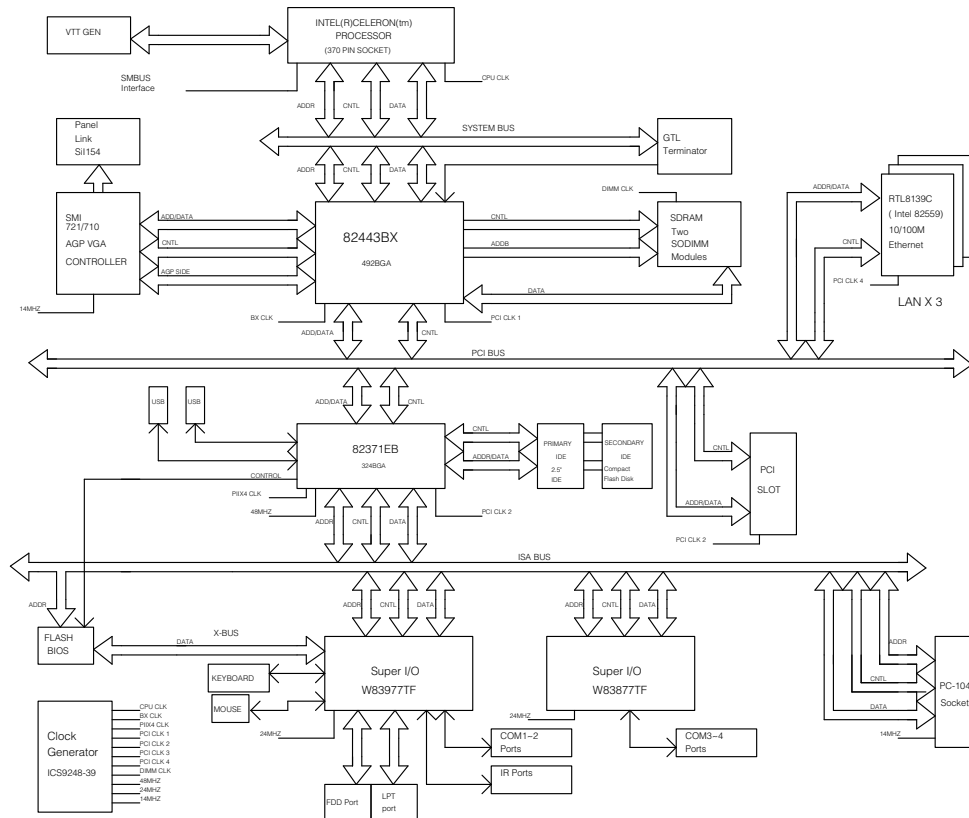 VTT GEN
INTEL(R)CELERON(tm)
PROCESSOR
(370 PIN SOCKET)
SMBUS
Interface
CPU CLK
ADDR
CNTL
DATA
SYSTEM BUS
GTL
Terminator
Panel
Link
SiI154
ADDR
CNTL
DATA
DIMM CLK
SMI
721/710
AGP VGA
CONTROLLER
ADD/DATA
CNTL
AGP SIDE
14MHZ
82443BX
492BGA
CNTL
ADDB
DATA
SDRAM
Two
SODIMM
Modules
BX CLK
PCI CLK 1
ADD/DATA
CNTL
ADDR/DATA
CNTL
RTL8139C
( Intel 82559)
10/100M
Ethernet
PCI CLK 4
LAN X 3
PCI BUS
USB
USB
ADD/DATA
CNTL
82371EB
324BGA
CNTL
ADDR/DATA
PRIMARY
IDE
2.5"
IDE
SECONDARY
IDE
Compact
Flash Disk
CNTL
ADDR/DATA
PCI
SLOT
PCI CLK 2
CONTROL
PIIX4 CLK
48MHZ
PCI CLK 2
ADDR
CNTL
DATA
ISA BUS
ADDR
FLASH
BIOS
X-BUS
DATA
ADDR
CNTL
DATA
ADDR
CNTL
DATA
Super I/O
W83977TF
Super I/O
W83877TF
KEYBOARD
MOUSE
24MHZ
24MHZ
ADDR
CNTL
DATA
14MHZ
PC-104
Socket
COM1~2
Ports
IR Ports
COM3~4
Ports
FDD Port
LPT
port
Clock
Generator
ICS9248-39
CPU CLK
BX CLK
PIIX4 CLK
PCI CLK 1
PCI CLK 2
PCI CLK 3
PCI CLK 4
DIMM CLK
48MHZ
24MHZ
14MHZ